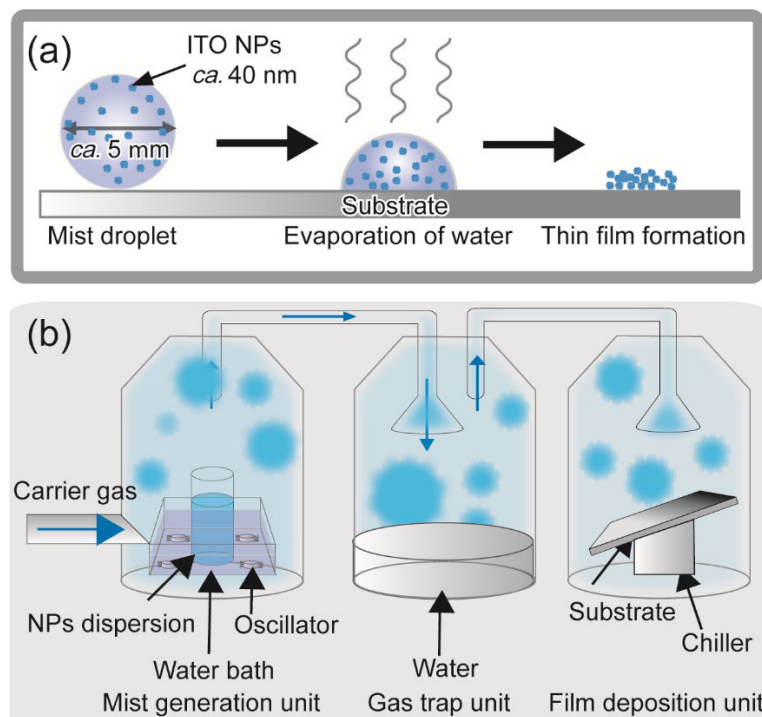 (a)
ITO NPs
ca. 40 nm
ca. 5 mm
Substrate
Mist droplet
Evaporation of water
Thin film formation
(b)
Carrier gas
NPs dispersion
Oscillator
Water bath
Mist generation unit
Water
Gas trap unit
Substrate
Chiller
Film deposition unit